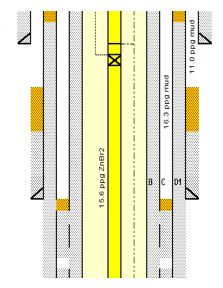 11.0 ppg mud
16.3 ppg mud
15.6 ppg ZnBr2
B C D1